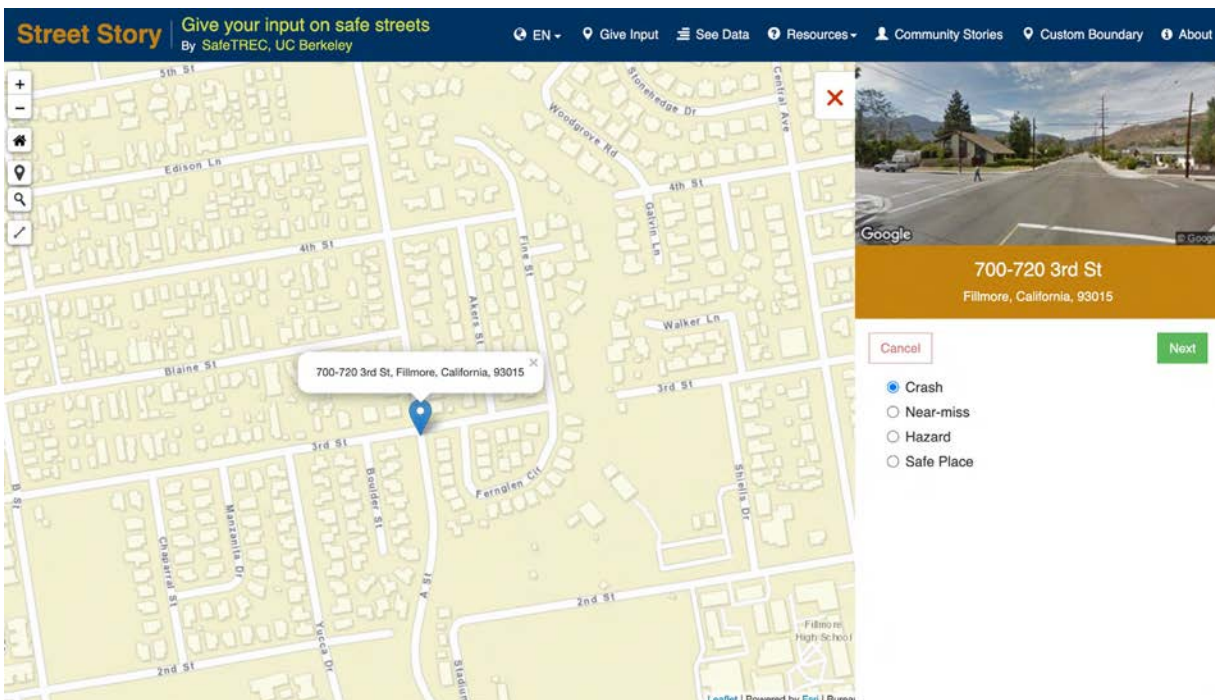 Street Story
Give your input on safe streets
By SafeTREC, UC Berkeley
EN
Give Input
See Data
Resources
Community Stories
Custom Boundary
About
+
−
5th St
Edison Ln
4th St
Blaine St
3rd St
B St
Chaparral St
Manzanita Dr
Boulder St
2nd St
Yucca Dr
A St
Akers St
Fine St
Fernglen Cir
Woodgrove Rd
Stonehedge Dr
Central Ave
4th St
Galvin Ln
Walker Ln
3rd St
Shiells Dr
2nd St
Fillmore
High School
700-720 3rd St, Fillmore, California, 93015
×
Leaflet | Powered by Esri |
Google
700-720 3rd St
Fillmore, California, 93015
Cancel
Next
Crash
Near-miss
Hazard
Safe Place